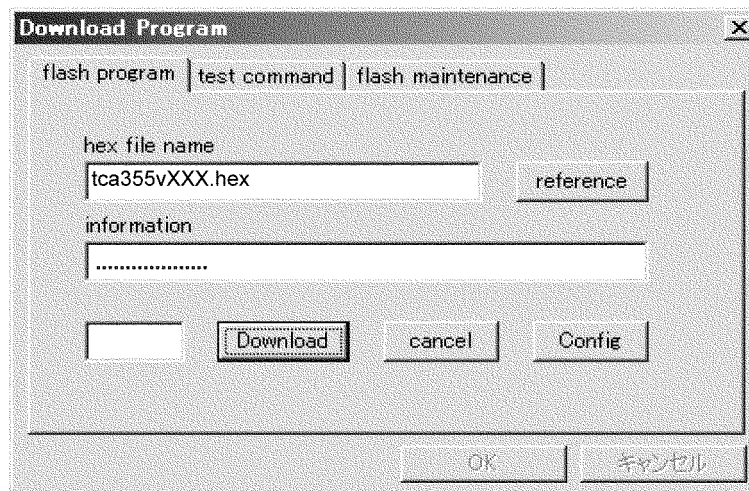 Download Program
flash program test command flash maintenance
hex file name
tca355vXXX.hex reference
information
...................
Download cancel Config
OK キャンセル